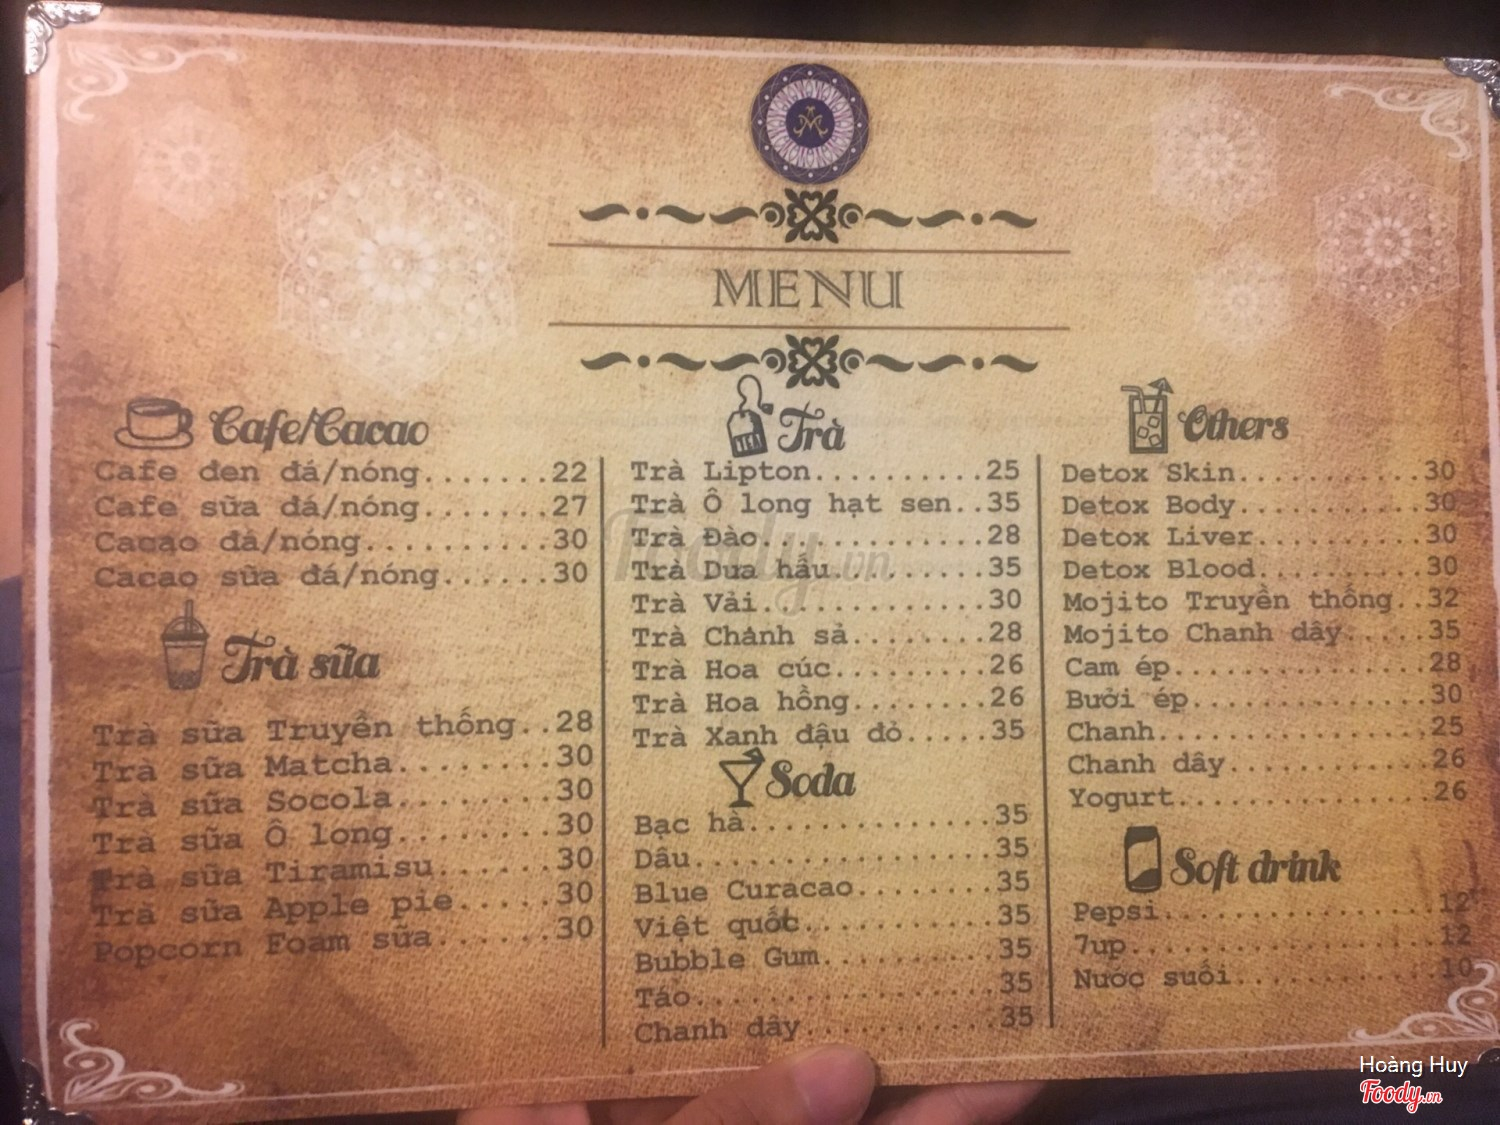 MENU
Cafe/Cacao
Cafe đen đá/nóng.......22
Cafe sữa đá/nóng.......27
Cacao đá/nóng..........30
Cacao sữa đá/nóng......30
Trà sữa
Trà sữa Truyền thống..28
Trà sữa Matcha........30
Trà sữa Socola........30
Trà sữa Ô long........30
Trà sữa Tiramisu......30
Trà sữa Apple pie.....30
Popcorn Foam sữa......30
Trà
Trà Lipton..........25
Trà Ô long hạt sen..35
Trà Đào.............28
Trà Dưa hấu.........35
Trà Vải.............30
Trà Chanh sả........28
Trà Hoa cúc.........26
Trà Hoa hồng........26
Trà Xanh đậu đỏ.....35
Soda
Bạc hà..............35
Dâu.................35
Blue Curacao........35
Việt quất...........35
Bubble Gum..........35
Táo.................35
Chanh dây...........35
Others
Detox Skin.........30
Detox Body.........30
Detox Liver........30
Detox Blood........30
Mojito Truyền thống..32
Mojito Chanh dây.....35
Cam ép...............28
Bưởi ép..............30
Chanh................25
Chanh dây............26
Yogurt...............26
Soft drink
Pepsi................12
7up..................12
Nước suối............10
Foody.vn
Hoàng Huy
Foody.vn